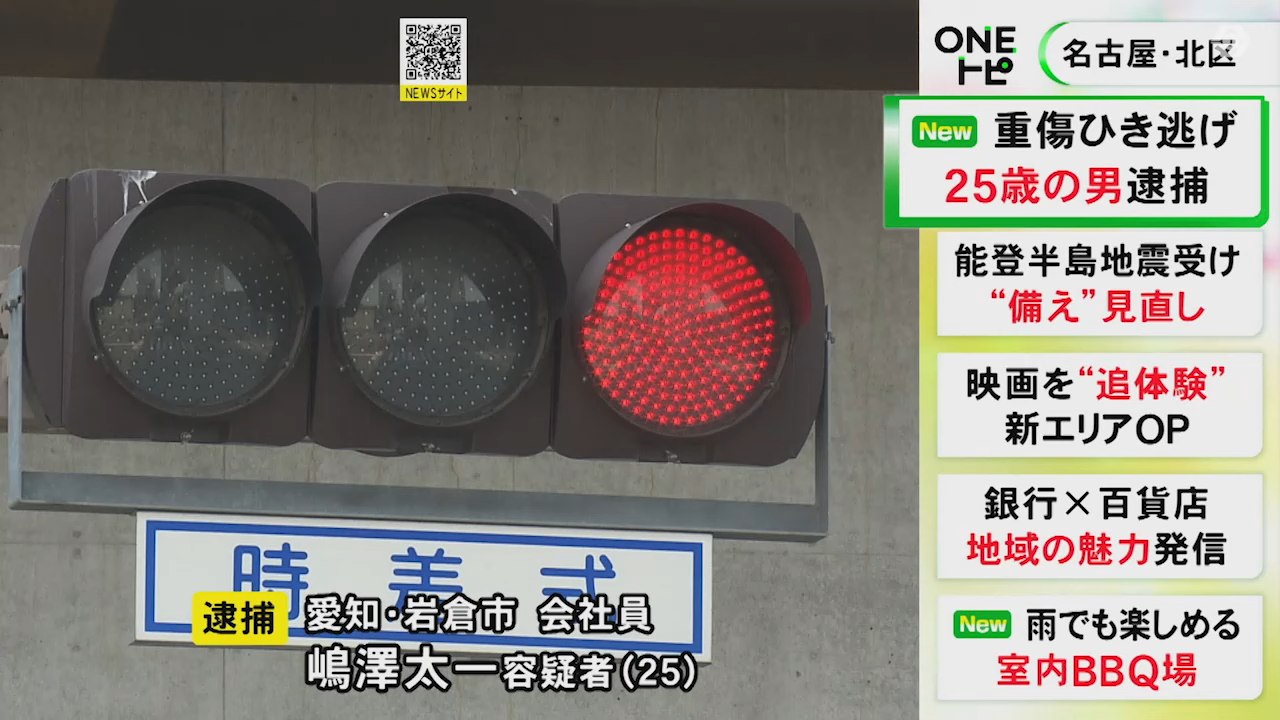 NEWSサイト
ONE
トピ
名古屋・北区
New 重傷ひき逃げ
25歳の男逮捕
能登半島地震受け
“備え”見直し
映画を“追体験”
新エリアOP
銀行×百貨店
地域の魅力発信
New 雨でも楽しめる
室内BBQ場
時差式
逮捕 愛知・岩倉市 会社員
嶋澤太一容疑者(25)